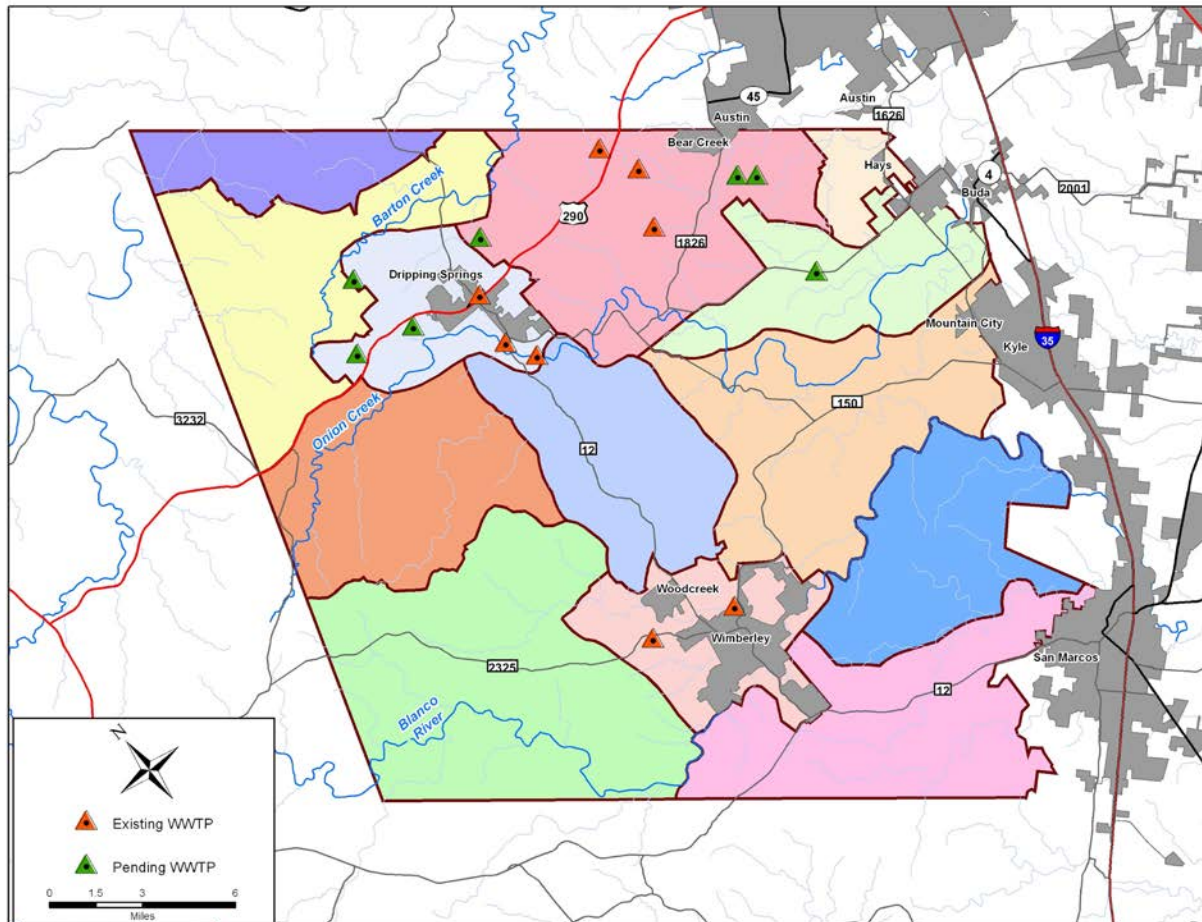 45
Austin
Austin
1626
Bear Creek
Hays
4
Buda
2001
Barton Creek
290
1826
Dripping Springs
Mountain City
Kyle
35
150
3232
Onion Creek
12
Woodcreek
Wimberley
2325
San Marcos
12
Blanco
River
N
Existing WWTP
Pending WWTP
0 1.5 3 6
Miles